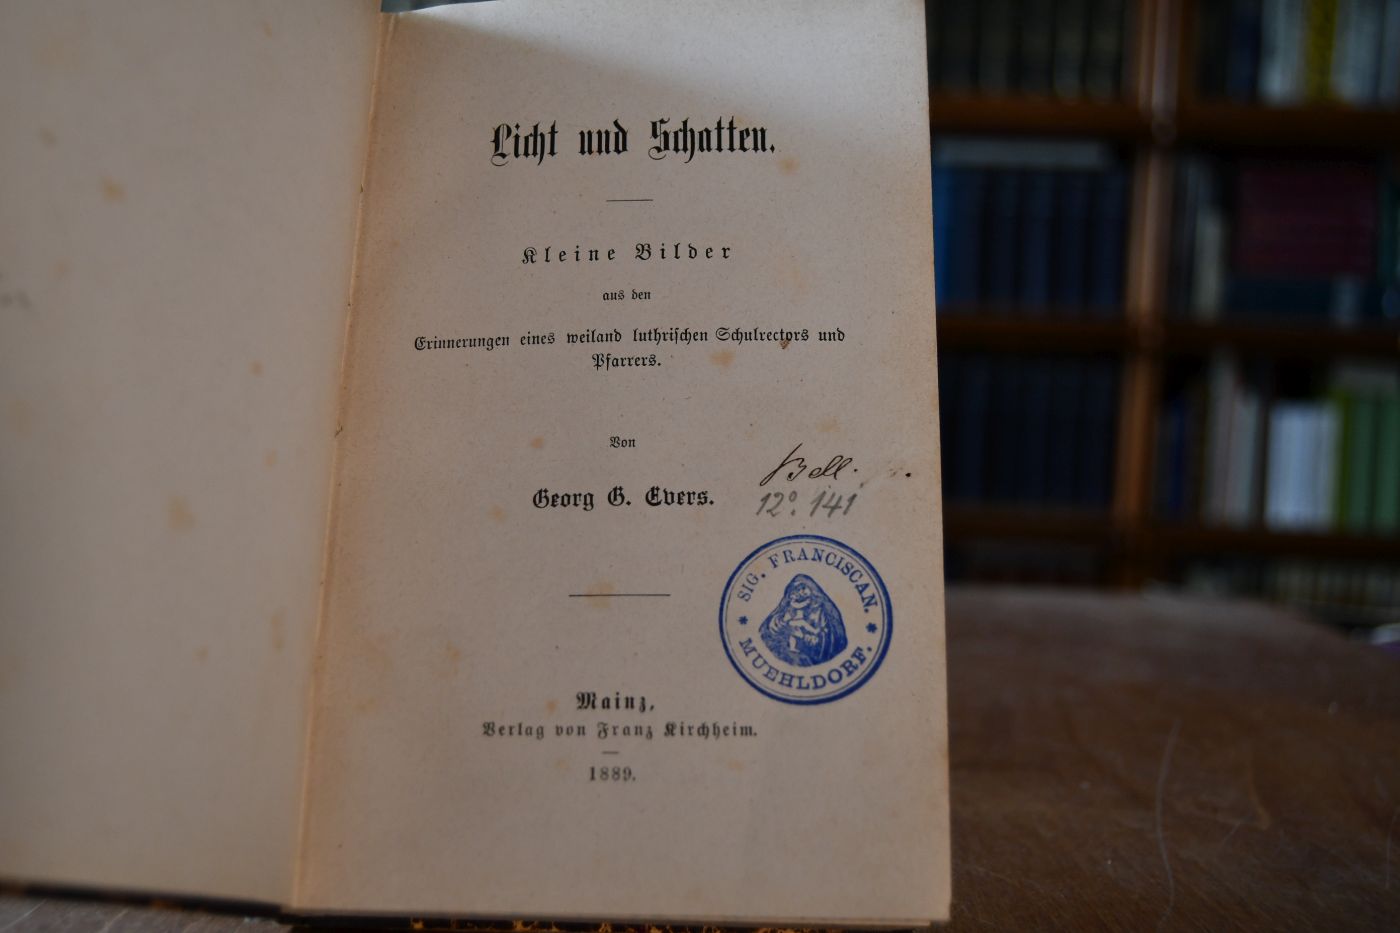 Licht und Schatten.
Kleine Bilder
aus den
Erinnerungen eines weiland luthrischen Schulrectors und
Pfarrers.
Von
Georg G. Evers.
Bell.
12°. 141
SIG. FRANCISCAN.
* MUEHLDORF. *
Mainz,
Verlag von Franz Kirchheim.
1889.